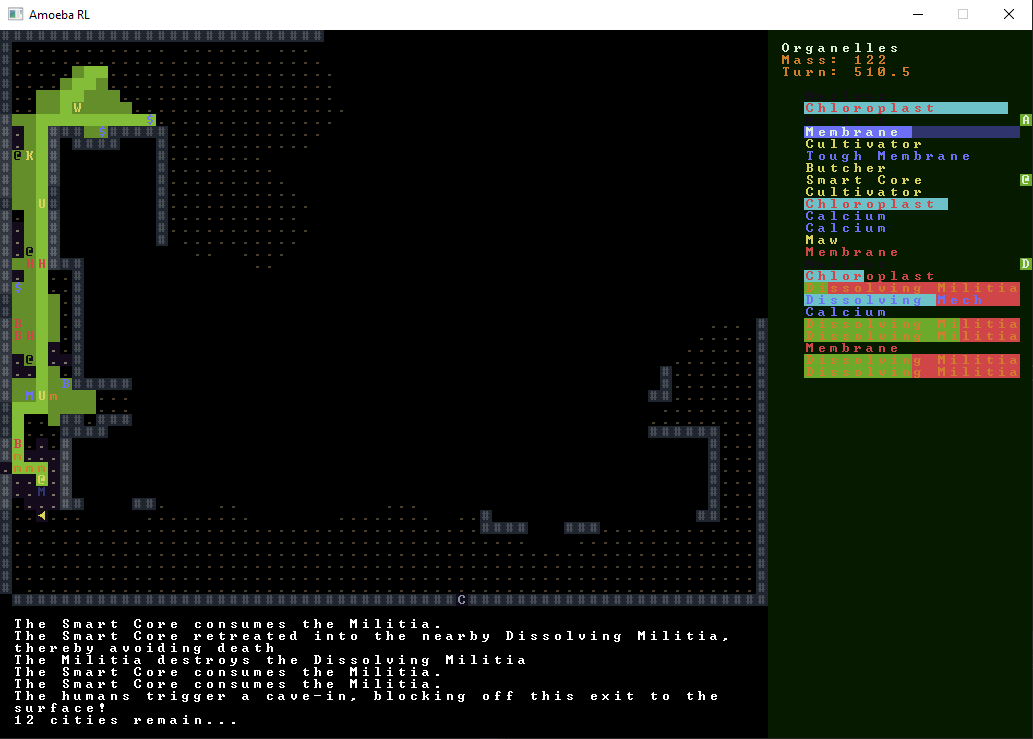 Amoeba RL
Organelles
Mass: 122
Turn: 510.5
Chloroplast
A
Membrane
Cultivator
Tough Membrane
Butcher
Smart Core
C
Cultivator
Chloroplast
Calcium
Calcium
Maw
Membrane
D
Chloroplast
Dissolving Militia
Dissolving Mech
Calcium
Dissolving Militia
Dissolving Militia
Membrane
Dissolving Militia
Dissolving Militia
The Smart Core consumes the Militia.
The Smart Core retreated into the nearby Dissolving Militia,
thereby avoiding death
The Militia destroys the Dissolving Militia
The Smart Core consumes the Militia.
The Smart Core consumes the Militia.
The humans trigger a cave-in, blocking off this exit to the
surface!
12 cities remain...